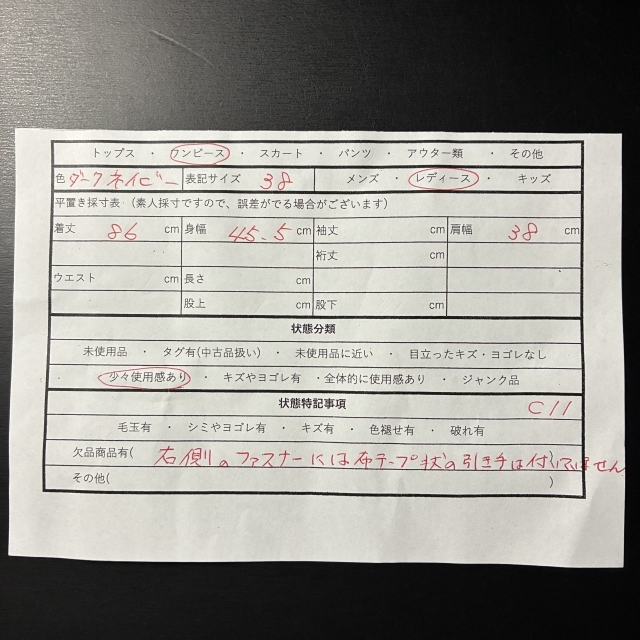 トップス ・ ワンピース ・ スカート ・ パンツ ・ アウター類 ・ その他
色 ダークネイビー 表記サイズ 38 メンズ ・ レディース ・ キッズ
平置き採寸表 （素人採寸ですので、誤差がでる場合がございます）
着丈 86 cm 身幅 45.5 cm 袖丈 cm 肩幅 38 cm
裄丈 cm
ウエスト cm 長さ cm
股上 cm 股下 cm
状態分類
未使用品 ・ タグ有(中古品扱い) ・ 未使用品に近い ・ 目立ったキズ・ヨゴレなし
・ 少々使用感あり ・ キズやヨゴレ有 ・全体的に使用感あり ・ ジャンク品
状態特記事項 C11
毛玉有 ・ シミやヨゴレ有 ・ キズ有 ・ 色褪せ有 ・ 破れ有
欠品商品有( 右側のファスナーには布テープ状の引き手は付いてません )
その他( )